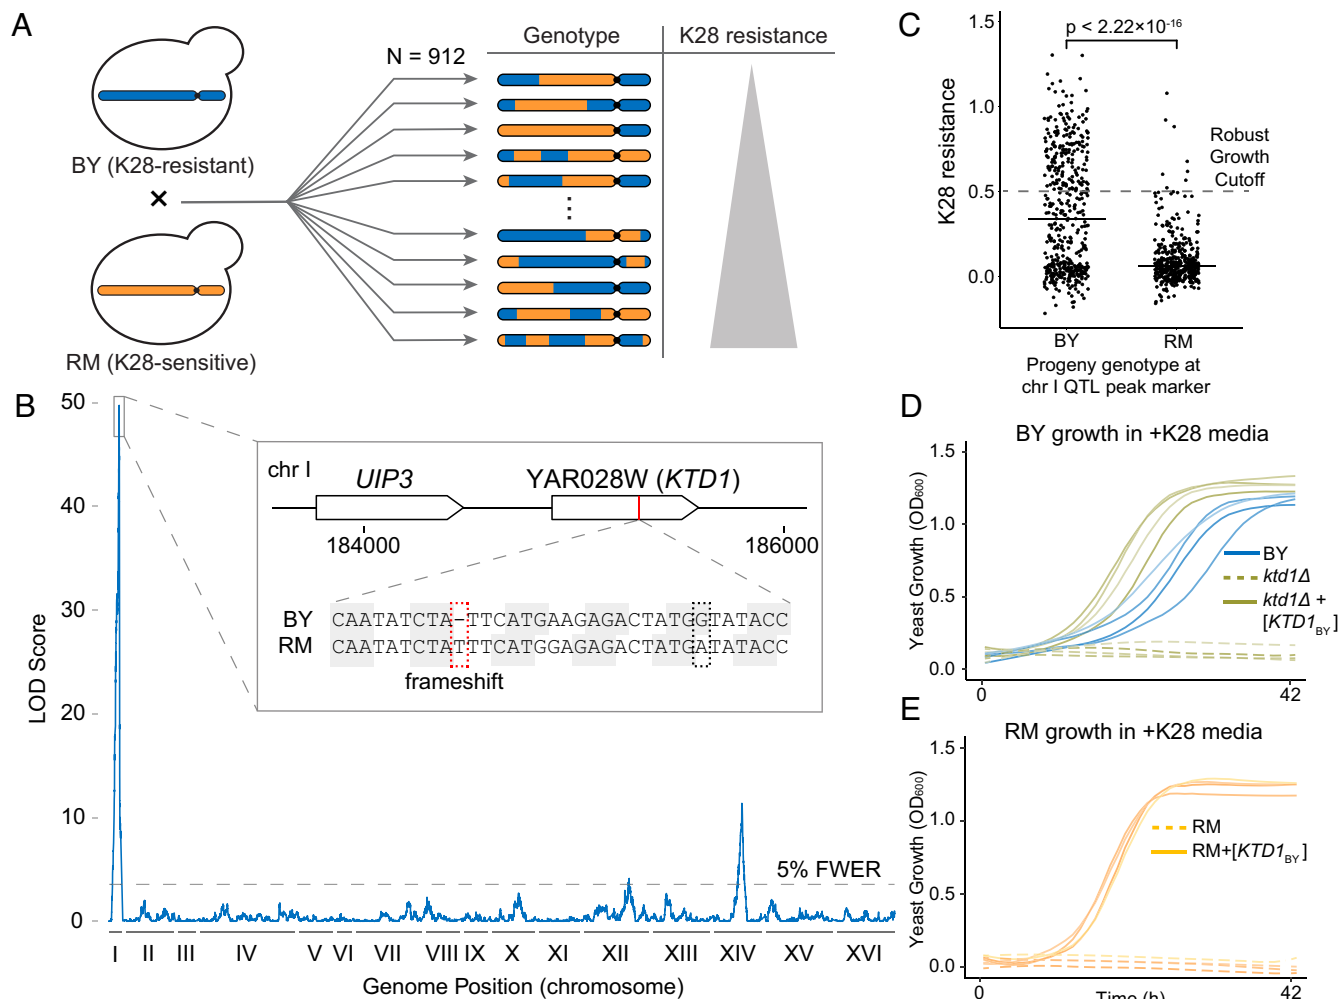 A
BY (K28-resistant)
×
RM (K28-sensitive)
N = 912
Genotype
K28 resistance
C
K28 resistance
1.5
1.0
0.5
0.0
p < 2.22×10-16
Robust
Growth
Cutoff
BY
RM
Progeny genotype at
chr I QTL peak marker
B
LOD Score
50
40
30
20
10
0
chr I
UIP3
YAR028W (KTD1)
184000
186000
BY
CAATATCTA–TTCATGAAGAGACTATGGTATACC
RM
CAATATCTATTTCATGGAGAGACTATGATATACC
frameshift
5% FWER
I
II
III
IV
V
VI
VII
VIII
IX
X
XI
XII
XIII
XIV
XV
XVI
Genome Position (chromosome)
D
BY growth in +K28 media
Yeast Growth (OD600)
1.5
1.0
0.5
0.0
BY
ktd1Δ
ktd1Δ +
[KTD1BY]
0
42
E
RM growth in +K28 media
Yeast Growth (OD600)
1.5
1.0
0.5
0.0
RM
RM+[KTD1BY]
0
42
Time (h)